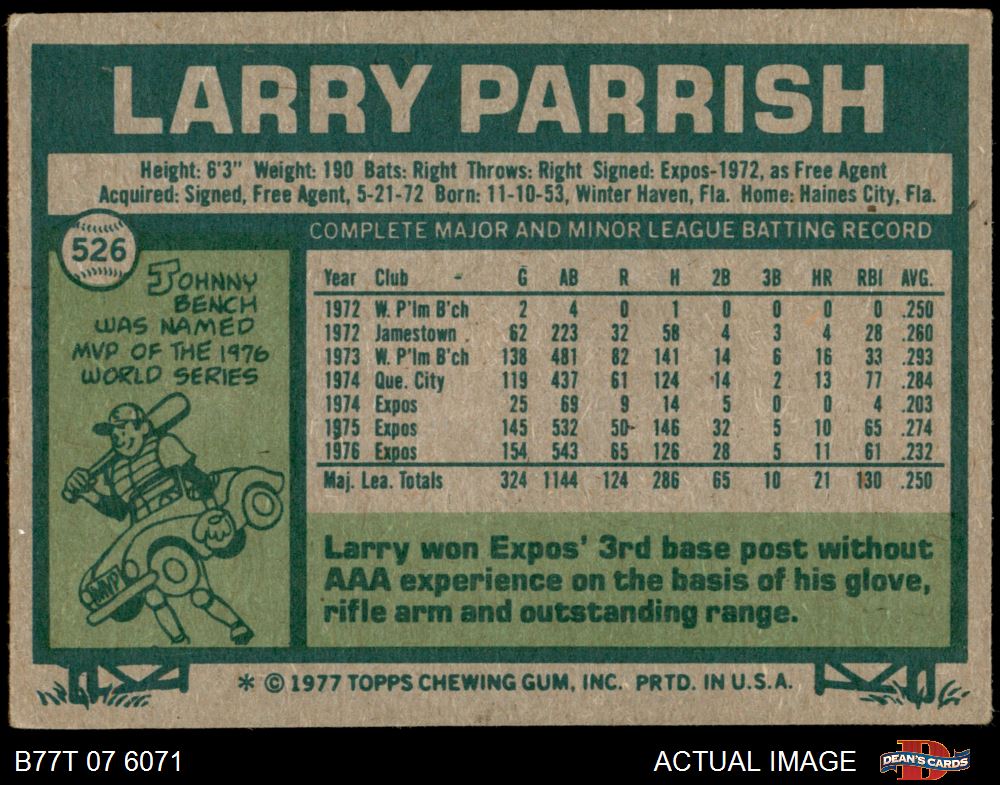 LARRY PARRISH
Height: 6'3" Weight: 190 Bats: Right Throws: Right Signed: Expos-1972, as Free Agent
Acquired: Signed, Free Agent, 5-21-72 Born: 11-10-53, Winter Haven, Fla. Home: Haines City, Fla.
526
JOHNNY
BENCH
WAS NAMED
MVP OF THE 1976
WORLD SERIES
MVP
COMPLETE MAJOR AND MINOR LEAGUE BATTING RECORD
Year Club G AB R H 2B 3B HR RBI AVG.
1972 W. P'lm B'ch 2 4 0 1 0 0 0 0 .250
1972 Jamestown 62 223 32 58 4 3 4 28 .260
1973 W. P'lm B'ch 138 481 82 141 14 6 16 33 .293
1974 Que. City 119 437 61 124 14 2 13 77 .284
1974 Expos 25 69 9 14 5 0 0 4 .203
1975 Expos 145 532 50 146 32 5 10 65 .274
1976 Expos 154 543 65 126 28 5 11 61 .232
Maj. Lea. Totals 324 1144 124 286 65 10 21 130 .250
Larry won Expos' 3rd base post without
AAA experience on the basis of his glove,
rifle arm and outstanding range.
* © 1977 TOPPS CHEWING GUM, INC. PRTD. IN U.S.A.
B77T 07 6071
ACTUAL IMAGE
D
DEAN'S CARDS